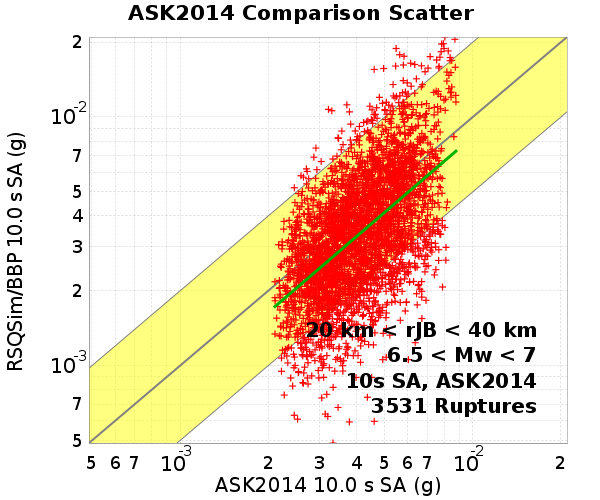 ASK2014 Comparison Scatter
RSQSim/BBP 10.0 s SA (g)
2
10-2
7
5
4
3
2
10-3
7
5
20 km < rJB < 40 km
6.5 < Mw < 7
10s SA, ASK2014
3531 Ruptures
5 6 7 10-3 2 3 4 5 6 7 10-2 2
ASK2014 10.0 s SA (g)